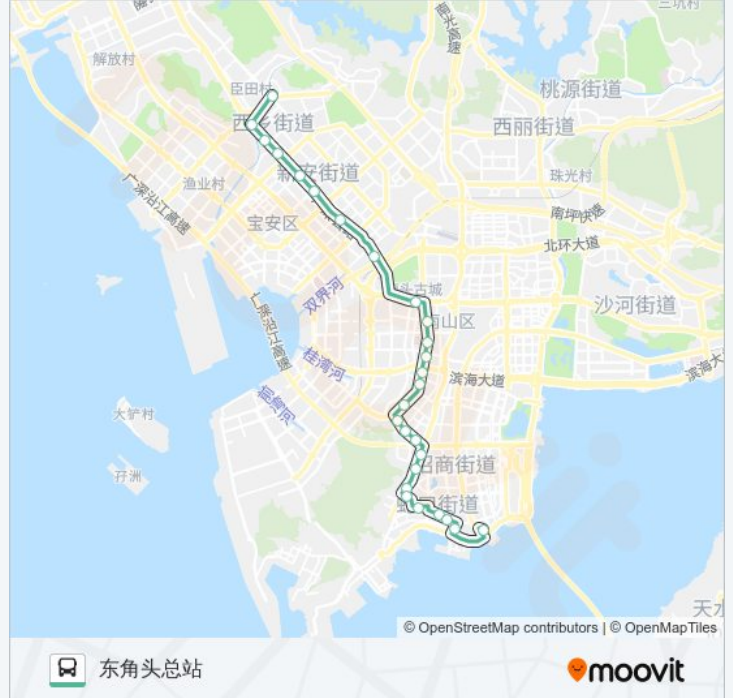 三坑村
南光高速
解放村
臣田村
桃源街道
西乡街道
西丽街道
新安街道
珠光村
渔业村
广深沿江高速
南坪快速
宝安区
北环大道
双界河
头古城
沙河街道
广深沿江高速
南山区
桂湾河
滨海大道
滨海大道
前湾河
大铲村
招商街道
孖洲
蛇口街道
天水
© OpenStreetMap contributors | © OpenMapTiles
东角头总站
moovit